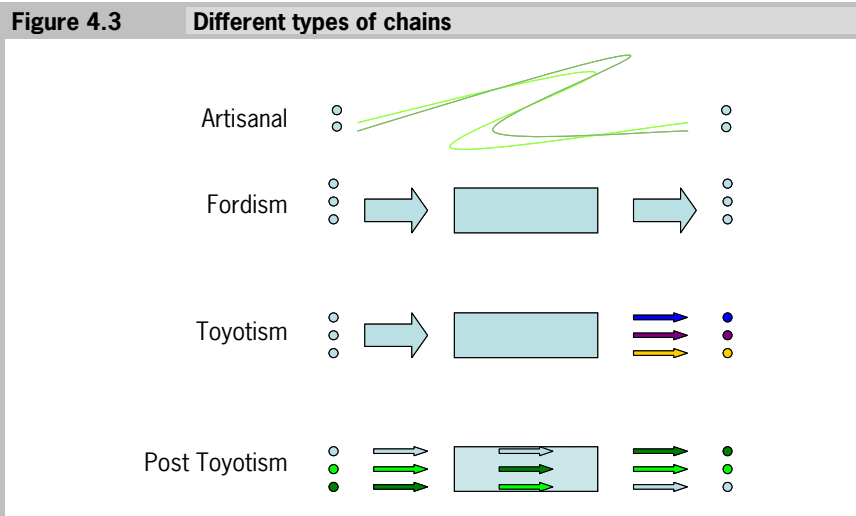 Figure 4.3 Different types of chains
Artisanal
Fordism
Toyotism
Post Toyotism